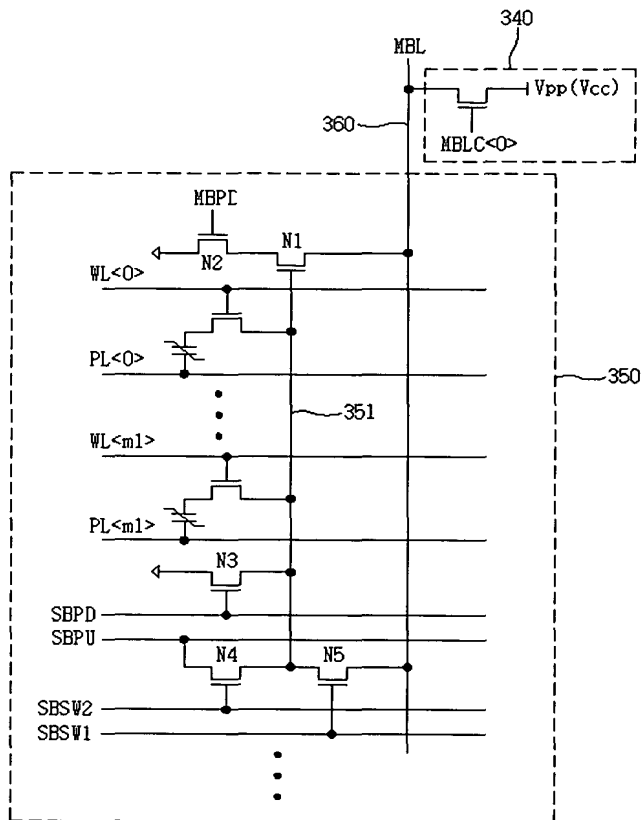 340
MBL
Vpp(Vcc)
360
MBLC<0>
MBPD
N1
N2
WL<0>
PL<0>
350
351
WL<m1>
PL<m1>
N3
SBPD
SBPU
N4
N5
SBSW2
SBSW1